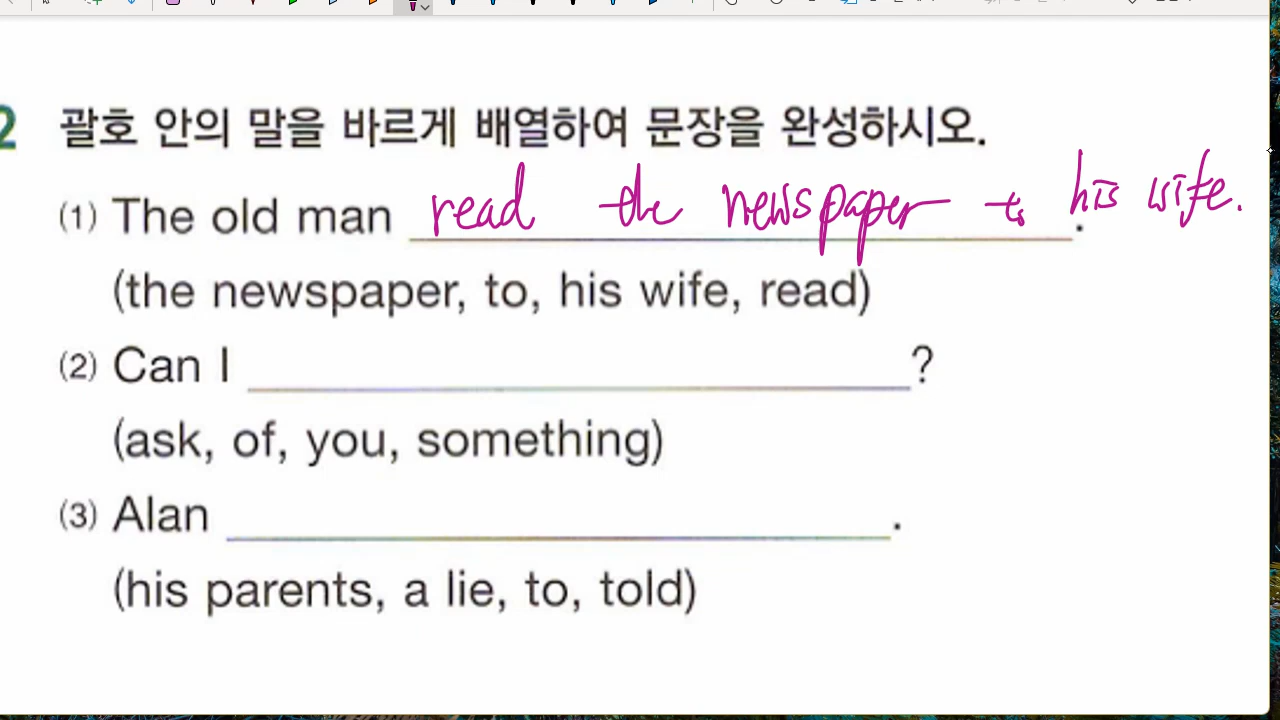 2 괄호 안의 말을 바르게 배열하여 문장을 완성하시오.
(1) The old man read the newspaper to his wife.
(the newspaper, to, his wife, read)
(2) Can I ?
(ask, of, you, something)
(3) Alan .
(his parents, a lie, to, told)